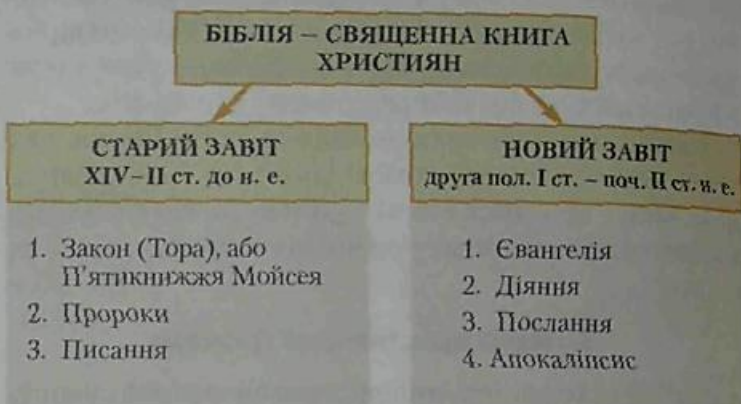 БІБЛІЯ – СВЯЩЕННА КНИГА
ХРИСТИЯН
СТАРИЙ ЗАВІТ
XIV–II ст. до н. е.
1. Закон (Тора), або
П'ятикнижжя Мойсея
2. Пророки
3. Писання
НОВИЙ ЗАВІТ
друга пол. I ст. – поч. II ст. н. е.
1. Євангелія
2. Діяння
3. Послання
4. Апокаліпсис